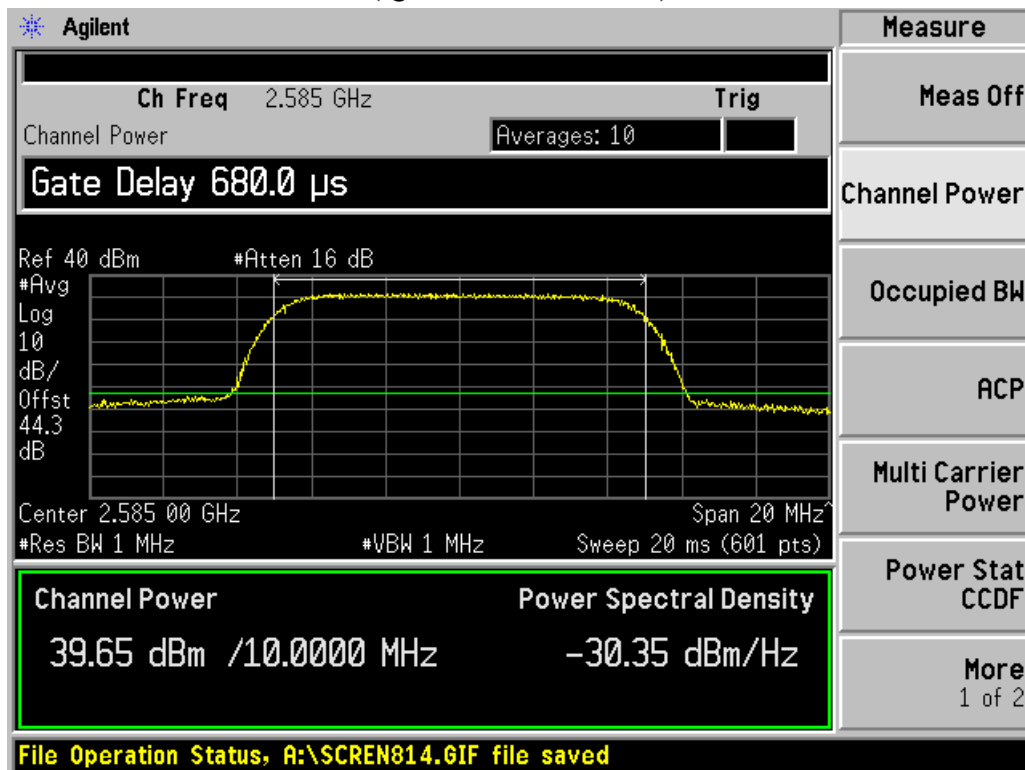 Agilent
Measure
Ch Freq 2.585 GHz Trig
Channel Power Averages: 10
Gate Delay 680.0 µs
Ref 40 dBm #Atten 16 dB
#Avg
Log
10
dB/
Offst
44.3
dB
Center 2.585 00 GHz Span 20 MHz^
#Res BW 1 MHz #VBW 1 MHz Sweep 20 ms (601 pts)
Channel Power Power Spectral Density
39.65 dBm /10.0000 MHz -30.35 dBm/Hz
File Operation Status, A:\SCREN814.GIF file saved
Meas Off
Channel Power
Occupied BW
ACP
Multi Carrier
Power
Power Stat
CCDF
More
1 of 2